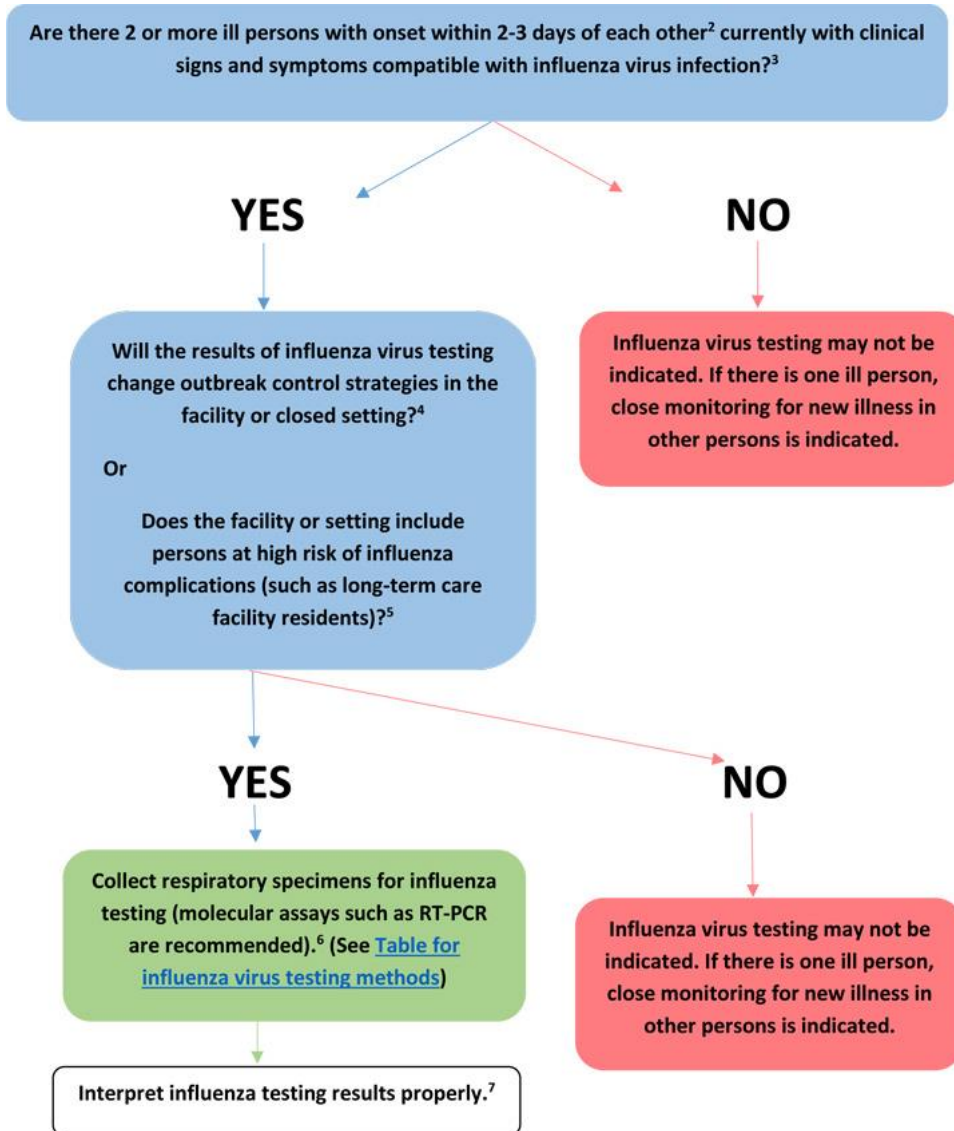 Are there 2 or more ill persons with onset within 2-3 days of each other² currently with clinical
signs and symptoms compatible with influenza virus infection?³
YES
NO
Will the results of influenza virus testing
change outbreak control strategies in the
facility or closed setting?⁴
Or
Does the facility or setting include
persons at high risk of influenza
complications (such as long-term care
facility residents)?⁵
Influenza virus testing may not be
indicated. If there is one ill person,
close monitoring for new illness in
other persons is indicated.
YES
NO
Collect respiratory specimens for influenza
testing (molecular assays such as RT-PCR
are recommended).⁶ (See Table for
influenza virus testing methods)
Influenza virus testing may not be
indicated. If there is one ill person,
close monitoring for new illness in
other persons is indicated.
Interpret influenza testing results properly.⁷